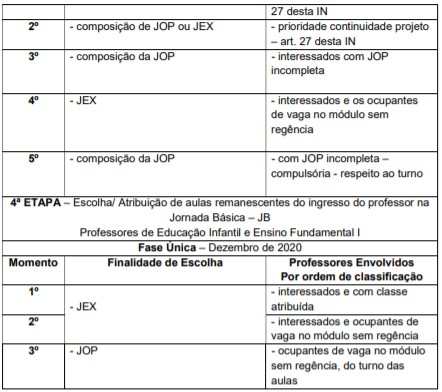 27 desta IN
2º - composição de JOP ou JEX - prioridade continuidade projeto
– art. 27 desta IN
3º - composição da JOP - interessados com JOP
incompleta
4º - JEX - interessados e os ocupantes
de vaga no módulo sem
regência
5º - composição da JOP - com JOP incompleta –
compulsória - respeito ao turno
4ª ETAPA – Escolha/ Atribuição de aulas remanescentes do ingresso do professor na
Jornada Básica – JB
Professores de Educação Infantil e Ensino Fundamental I
Fase Única – Dezembro de 2020
Momento Finalidade de Escolha Professores Envolvidos
Por ordem de classificação
1º - JEX - interessados e com classe
atribuída
2º - interessados e ocupantes de
vaga no módulo sem regência
3º - JOP - ocupantes de vaga no módulo
sem regência, do turno das
aulas